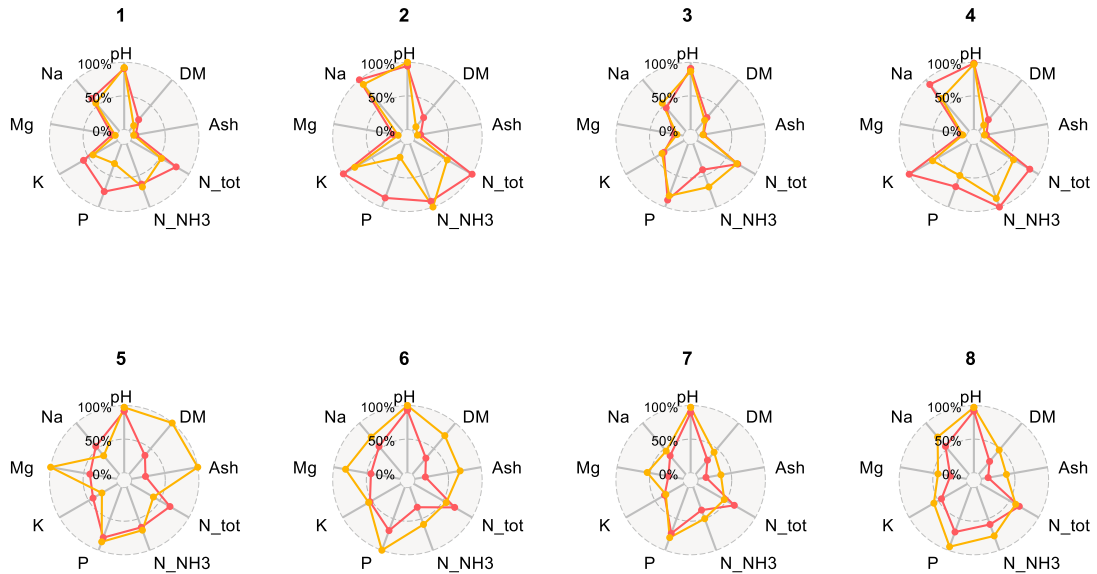 1 2 3 4
pH pH pH pH
100% 100% 100% 100%
Na DM Na DM Na DM Na DM
50% 50% 50% 50%
Mg 0% Ash Mg 0% Ash Mg 0% Ash Mg 0% Ash
K N_tot K N_tot K N_tot K N_tot
P N_NH3 P N_NH3 P N_NH3 P N_NH3
5 6 7 8
pH pH pH pH
100% 100% 100% 100%
Na DM Na DM Na DM Na DM
50% 50% 50% 50%
Mg 0% Ash Mg 0% Ash Mg 0% Ash Mg 0% Ash
K N_tot K N_tot K N_tot K N_tot
P N_NH3 P N_NH3 P N_NH3 P N_NH3